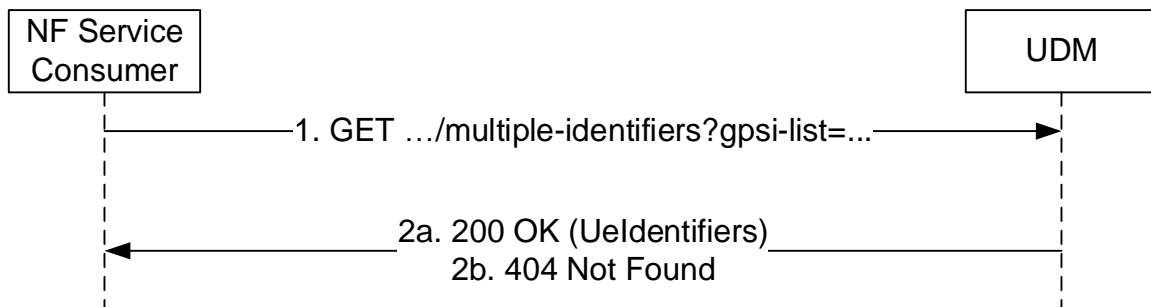 NF Service
Consumer
UDM
1. GET …/multiple-identifiers?gpsi-list=...
2a. 200 OK (UeIdentifiers)
2b. 404 Not Found